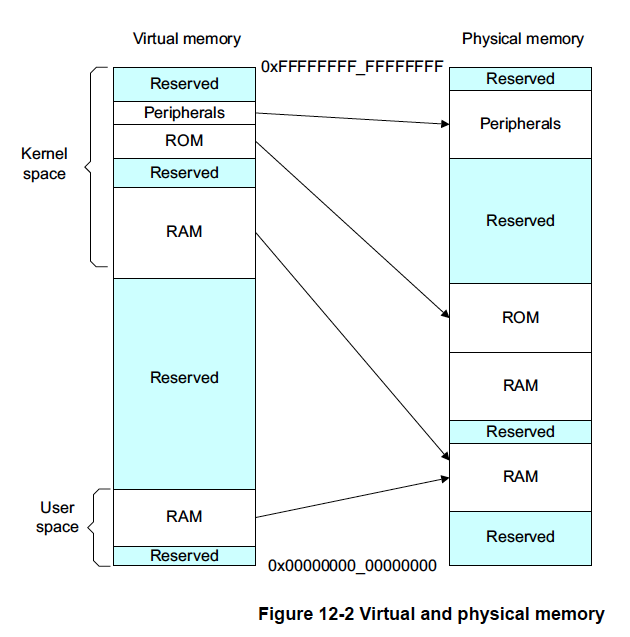 Virtual memory
Physical memory
0xFFFFFFFF_FFFFFFFF
Kernel
space
Reserved
Peripherals
ROM
Reserved
RAM
Reserved
User
space
RAM
Reserved
0x00000000_00000000
Reserved
Peripherals
Reserved
ROM
RAM
Reserved
RAM
Reserved
Figure 12-2 Virtual and physical memory